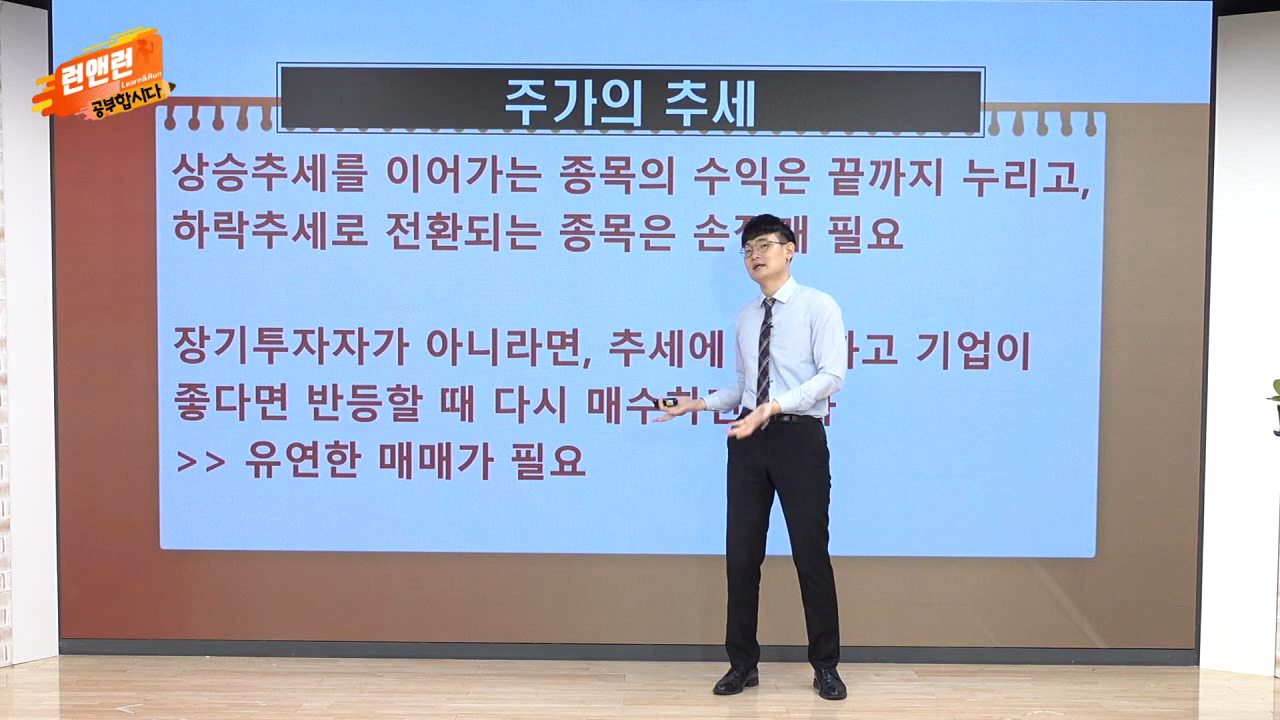 런앤런
Learn&Run
공부합시다
주가의 추세
상승추세를 이어가는 종목의 수익은 끝까지 누리고,
하락추세로 전환되는 종목은 필요
장기투자자가 아니라면, 추세에 기업이
좋다면 반등할 때 다시
>> 유연한 매매가 필요